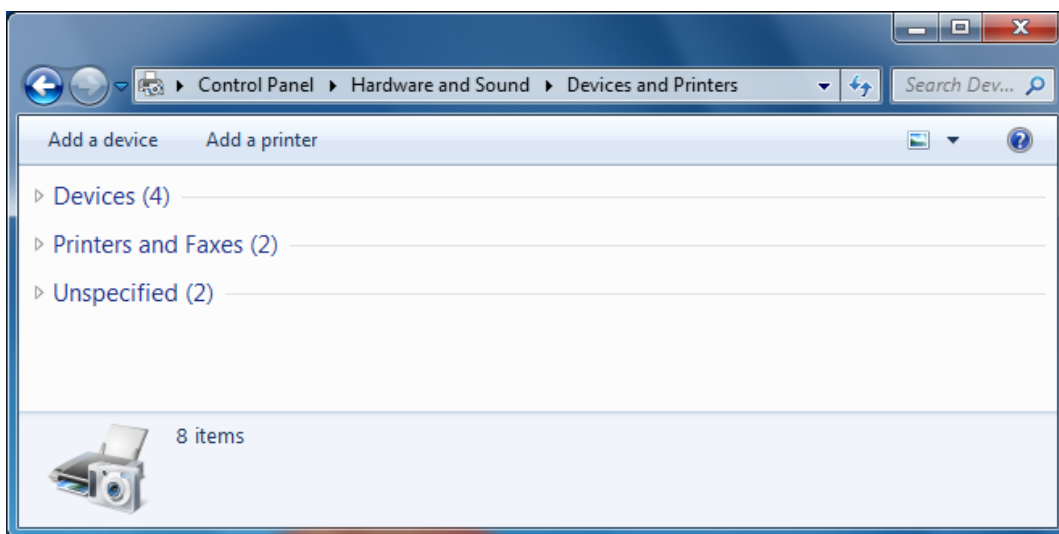 Control Panel Hardware and Sound Devices and Printers Search Dev...
Add a device Add a printer
Devices (4)
Printers and Faxes (2)
Unspecified (2)
8 items